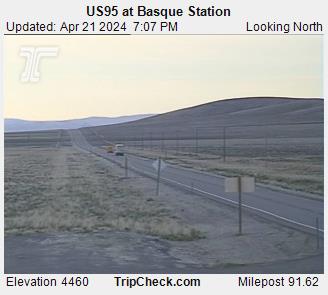 US95 at Basque Station
Updated: Apr 21 2024 7:07 PM Looking North
Elevation 4460 TripCheck.com Milepost 91.62